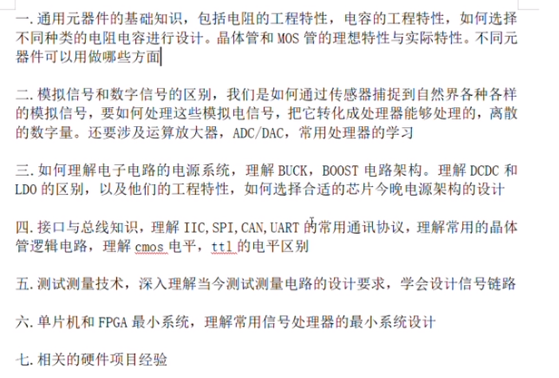 一.通用元器件的基础知识，包括电阻的工程特性，电容的工程特性，如何选择
不同种类的电阻电容进行设计。晶体管和MOS 管的理想特性与实际特性。不同元
器件可以用做哪些方面
二.模拟信号和数字信号的区别，我们是如何通过传感器捕捉到自然界各种各样
的模拟信号，要如何处理这些模拟电信号，把它转化成处理器能够处理的，离散
的数字量。还要涉及运算放大器，ADC/DAC，常用处理器的学习
三.如何理解电子电路的电源系统，理解 BUCK，BOOST 电路架构。理解 DCDC 和
LDO 的区别，以及他们的工程特性，如何选择合适的芯片今晚电源架构的设计
四.接口与总线知识，理解 IIC,SPI,CAN,UART 的常用通讯协议，理解常用的晶体
管逻辑电路，理解 cmos 电平，ttl 的电平区别
五.测试测量技术，深入理解当今测试测量电路的设计要求，学会设计信号链路
六.单片机和 FPGA 最小系统，理解常用信号处理器的最小系统设计
七.相关的硬件项目经验